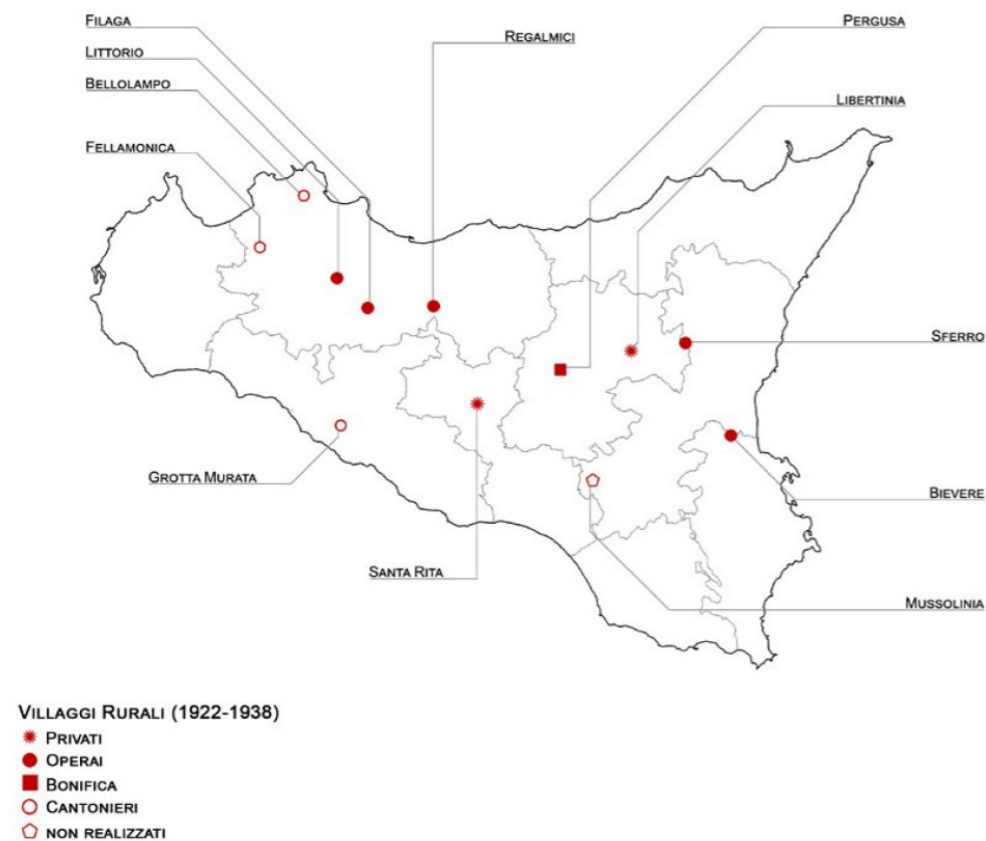 Filaga
Littorio
Bellolampo
Fellamonica
Regalmici
Pergusa
Libertinia
Sferro
Bievere
Mussolinia
Grotta Murata
Santa Rita
Villaggi Rurali (1922-1938)
Privati
Operai
Bonifica
Cantonieri
non realizzati